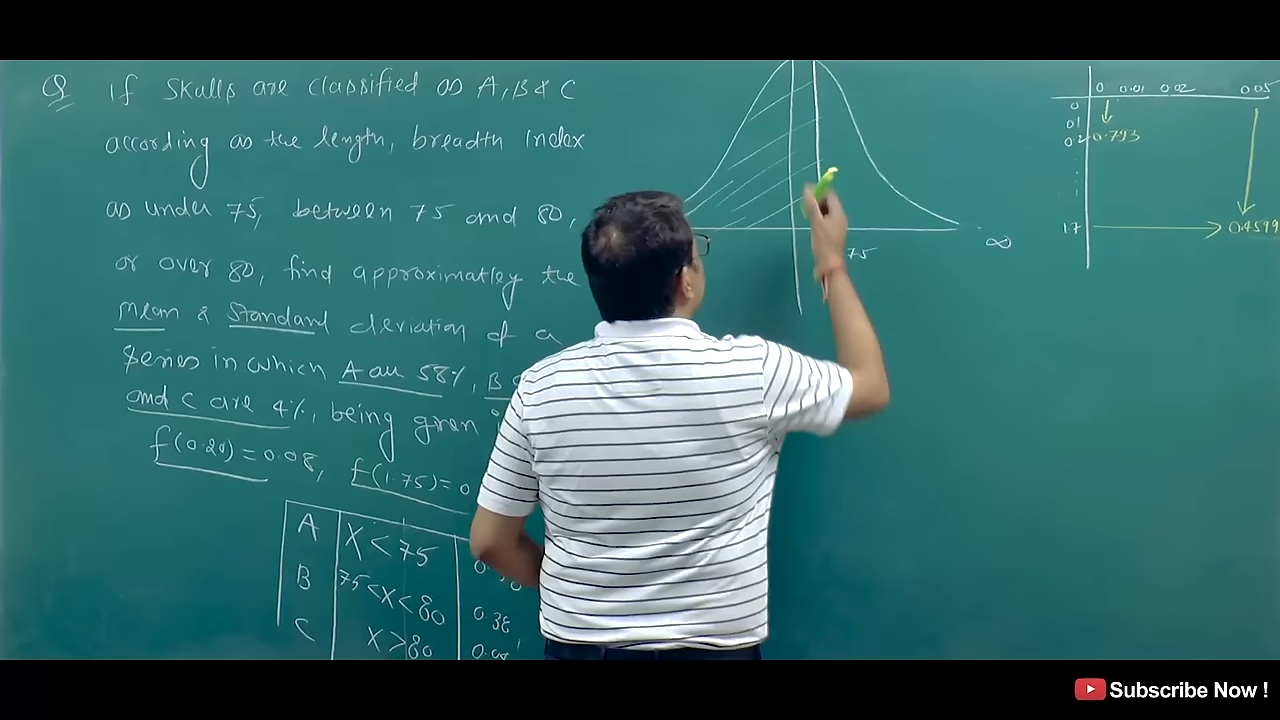 Q If skulls are classified as A, B & C
according as the length, breadth index
as under 75, between 75 and 80,
or over 80, find approximatley the
Mean & Standard deviation of a
series in which A are 58%, B
and C are 4%, being given
f(0.20) = 0.08, f(1.75) = 0
A X < 75
B 75 < X < 80 0.38
C X > 80
75 ∞
0 0.01 0.02 0.05
0
0.1
0.2 0.793
1.7 0.4599
Subscribe Now !